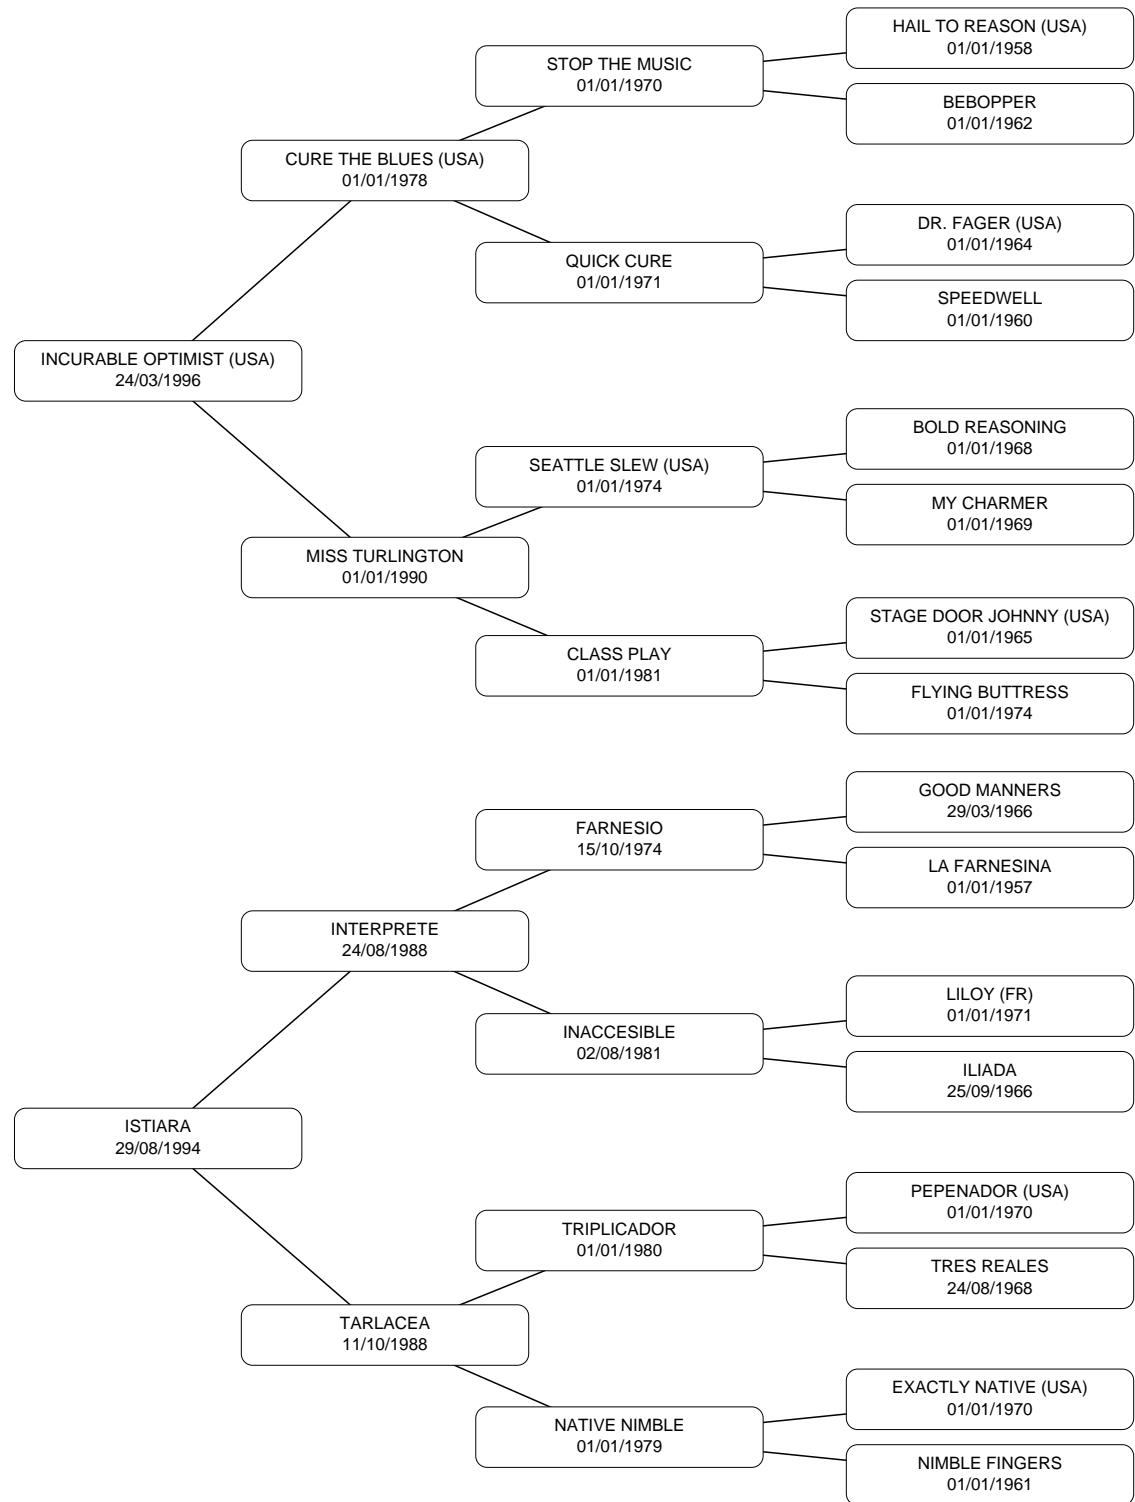 HAIL TO REASON (USA)
01/01/1958
STOP THE MUSIC
01/01/1970
BEBOPPER
01/01/1962
CURE THE BLUES (USA)
01/01/1978
DR. FAGER (USA)
01/01/1964
QUICK CURE
01/01/1971
SPEEDWELL
01/01/1960
INCURABLE OPTIMIST (USA)
24/03/1996
BOLD REASONING
01/01/1968
SEATTLE SLEW (USA)
01/01/1974
MY CHARMER
01/01/1969
MISS TURLINGTON
01/01/1990
STAGE DOOR JOHNNY (USA)
01/01/1965
CLASS PLAY
01/01/1981
FLYING BUTTRESS
01/01/1974
GOOD MANNERS
29/03/1966
FARNESIO
15/10/1974
LA FARNESINA
01/01/1957
INTERPRETE
24/08/1988
LILOY (FR)
01/01/1971
INACCESIBLE
02/08/1981
ILIADA
25/09/1966
ISTIARA
29/08/1994
PEPENADOR (USA)
01/01/1970
TRIPLICADOR
01/01/1980
TRES REALES
24/08/1968
TARLACEA
11/10/1988
EXACTLY NATIVE (USA)
01/01/1970
NATIVE NIMBLE
01/01/1979
NIMBLE FINGERS
01/01/1961